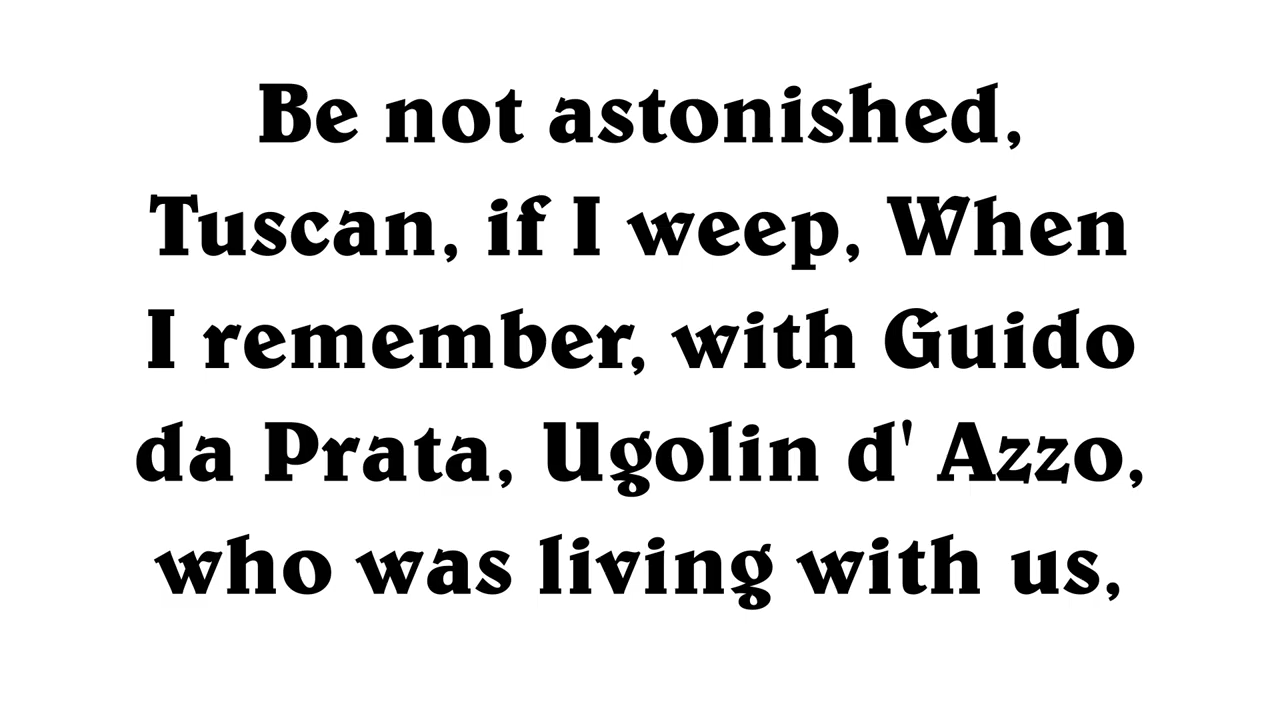 Be not astonished,
Tuscan, if I weep, When
I remember, with Guido
da Prata, Ugolin d' Azzo,
who was living with us,